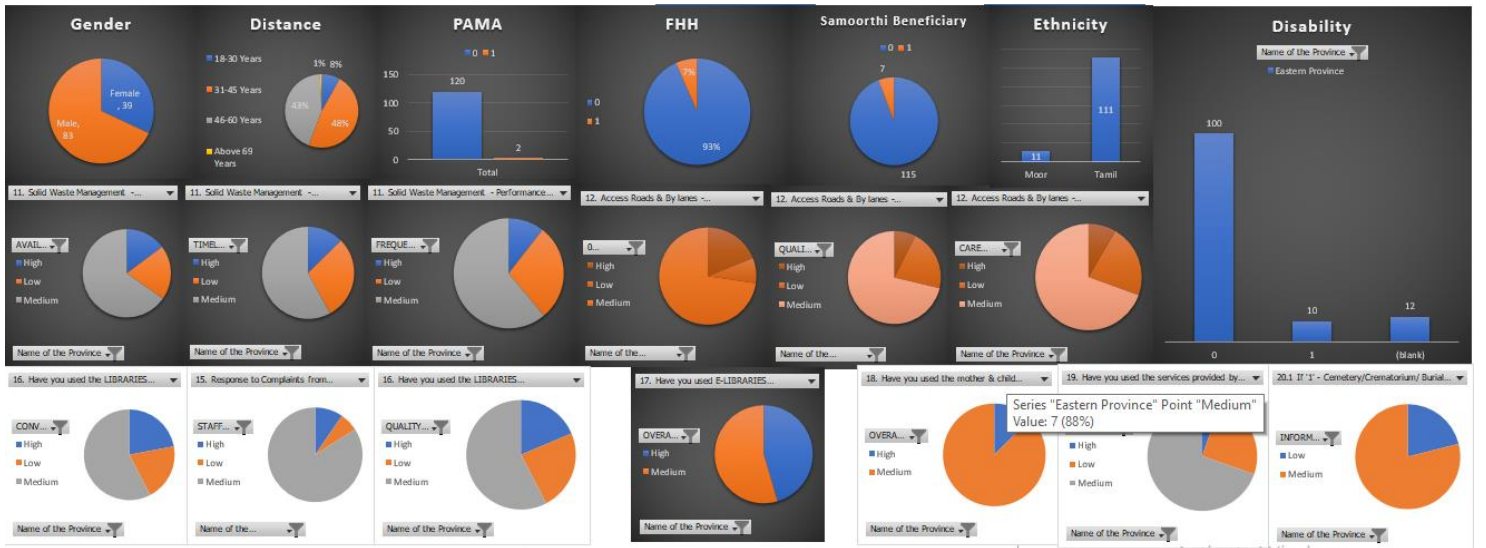 Gender
Female
, 39
Male,
83
Distance
18-30 Years
31-45 Years
46-60 Years
Above 69
Years
1% 8%
43%
48%
PAMA
0 1
150
100
50
0
120
2
Total
FHH
0
1
7%
93%
Samoorthi Beneficiary
0 1
7
115
Ethnicity
11
111
Moor Tamil
Disability
Name of the Province
Eastern Province
100
10
12
0 1 (blank)
11. Solid Waste Management -...
AVAIL...
High
Low
Medium
Name of the Province
11. Solid Waste Management -...
TIMEL...
High
Low
Medium
Name of the Province
11. Solid Waste Management - Performance...
FREQUE...
High
Low
Medium
Name of the Province
12. Access Roads & By lanes -...
0...
High
Low
Medium
Name of the...
12. Access Roads & By lanes -...
QUALI...
High
Low
Medium
Name of the...
12. Access Roads & By lanes -...
CARE...
High
Low
Medium
Name of the Province
16. Have you used the LIBRARIES...
CONV...
High
Low
Medium
Name of the Province
15. Response to Complaints from...
STAFF...
High
Low
Medium
Name of the...
16. Have you used the LIBRARIES...
QUALITY...
High
Low
Medium
Name of the Province
17. Have you used E-LIBRARIES...
OVERA...
High
Medium
Name of the Province
18. Have you used the mother & child...
OVERA...
High
Medium
Name of the Province
19. Have you used the services provided by...
Series "Eastern Province" Point "Medium"
Value: 7 (88%)
High
Low
Medium
Name of the Province
20.1 If '1' - Cemetery/Crematorium/ Burial...
INFORM...
Low
Medium
Name of the Province